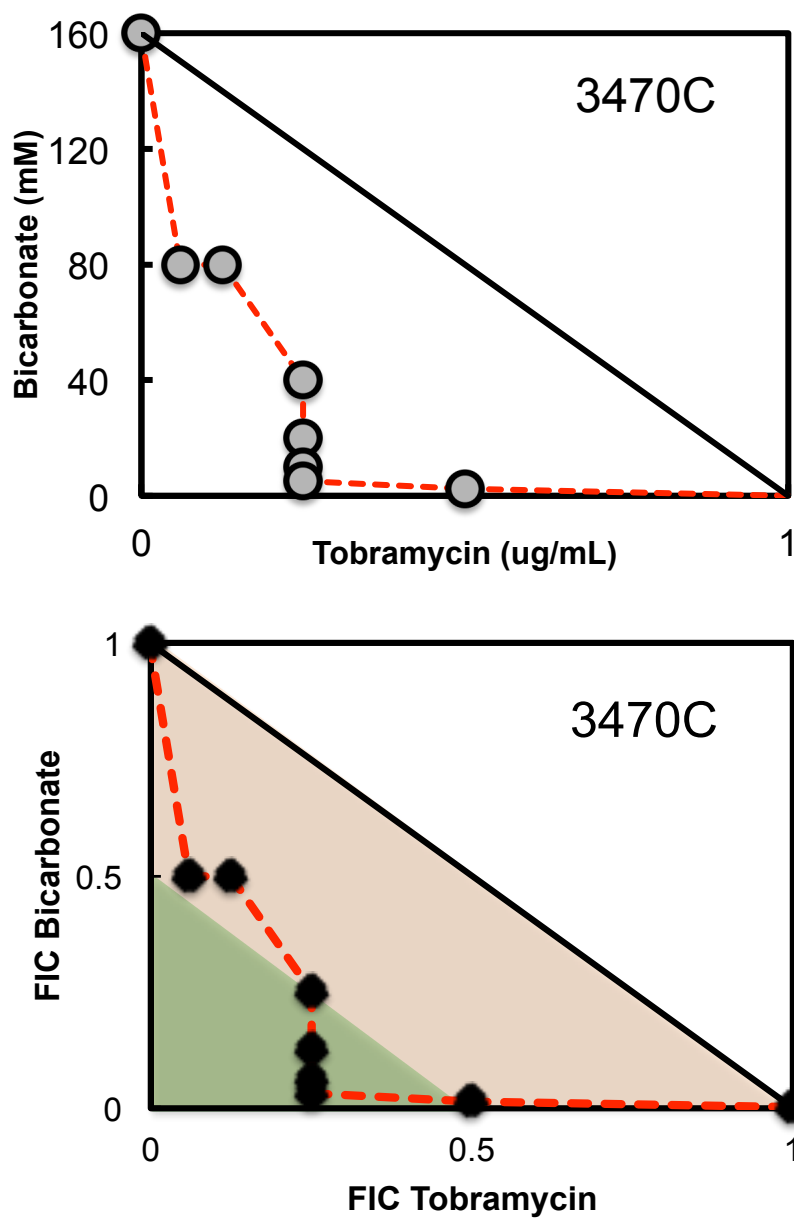 160
3470C
120
80
40
0
Bicarbonate (mM)
0
Tobramycin (ug/mL)
1
1
3470C
0.5
0
FIC Bicarbonate
0
0.5
1
FIC Tobramycin